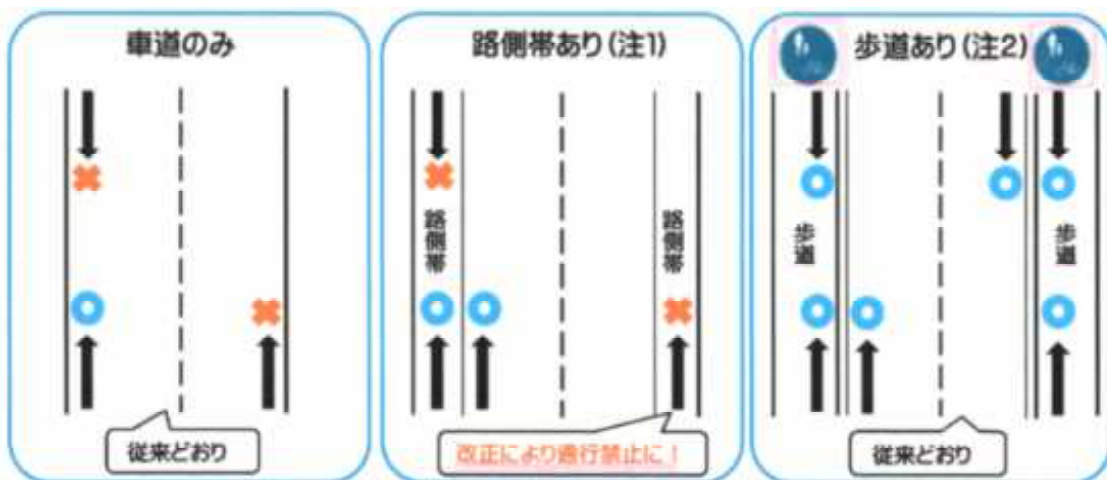 車道のみ
従来どおり
路側帯あり(注1)
路側帯
路側帯
改正により通行禁止に!
歩道あり(注2)
歩道
歩道
従来どおり